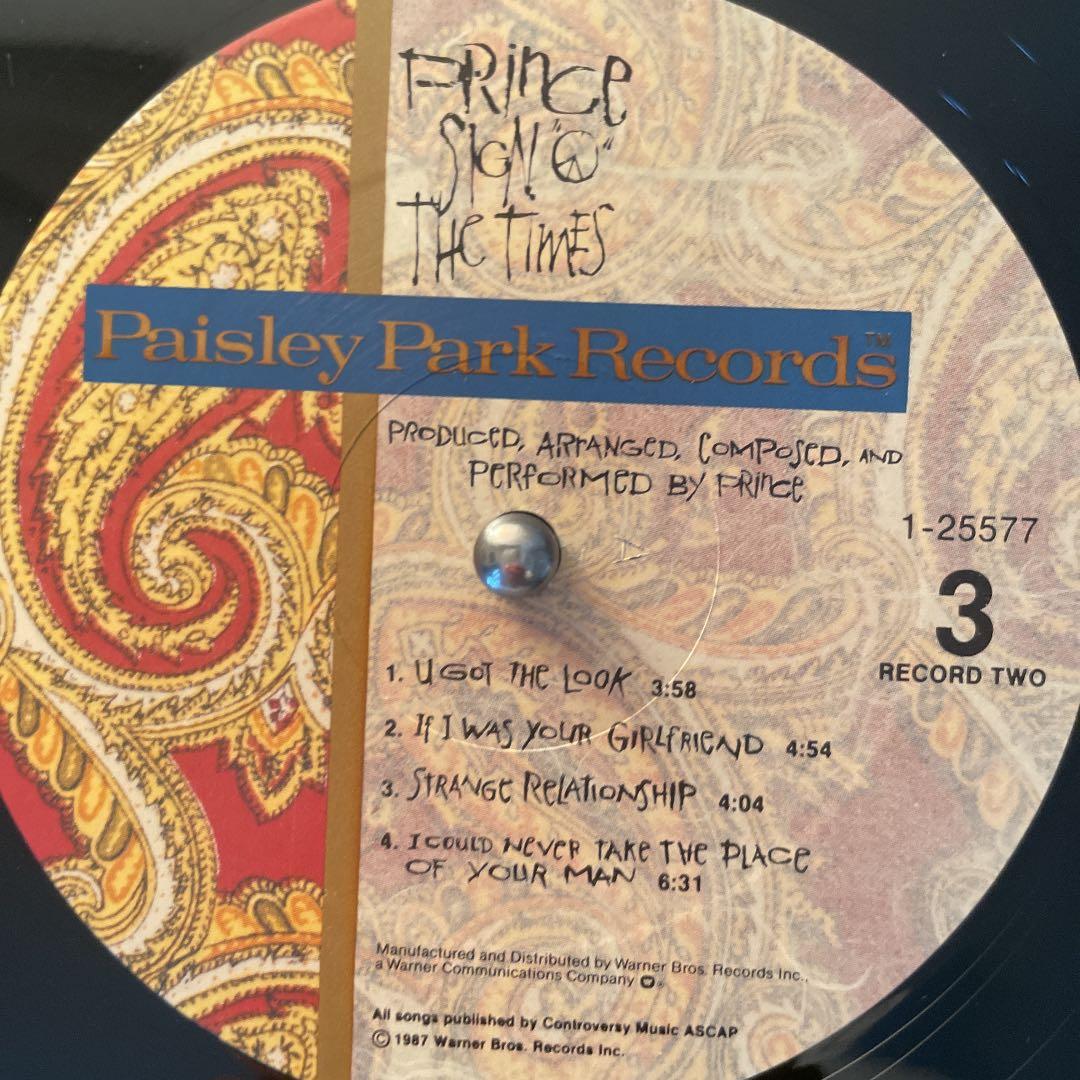 PRINCE
SIGN "☮"
THE TIMES
Paisley Park Records™
PRODUCED, ARRANGED, COMPOSED, AND
PERFORMED BY PRINCE
1-25577
3
RECORD TWO
1. U GOT THE LOOK 3:58
2. If I WAS YOUR GIRLFRIEND 4:54
3. STRANGE RELATIONSHIP 4:04
4. I COULD NEVER TAKE THE PLACE
OF YOUR MAN 6:31
Manufactured and Distributed by Warner Bros. Records Inc.,
a Warner Communications Company
All songs published by Controversy Music ASCAP
© 1987 Warner Bros. Records Inc.